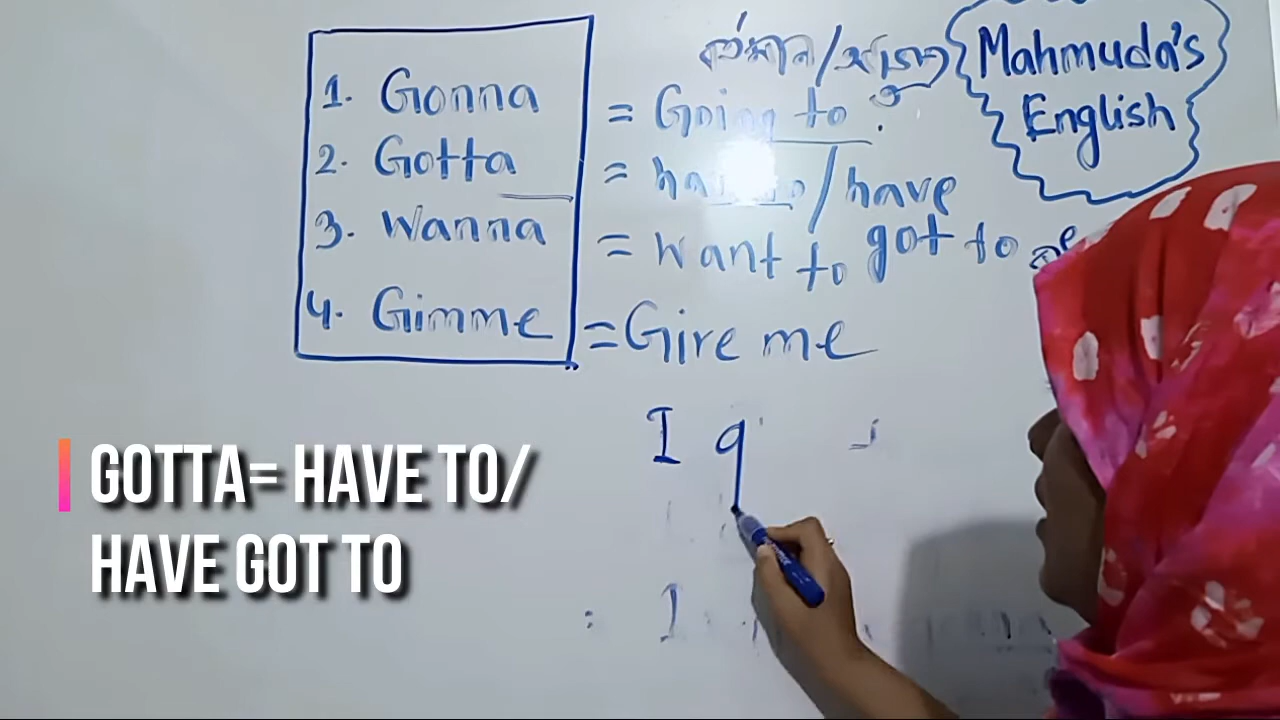 Mahmuda's
English
1. Gonna = Going to
2. Gotta = /have
got to
3. Wanna = want to
4. Gimme = Give me
I g
I
GOTTA= HAVE TO/
HAVE GOT TO